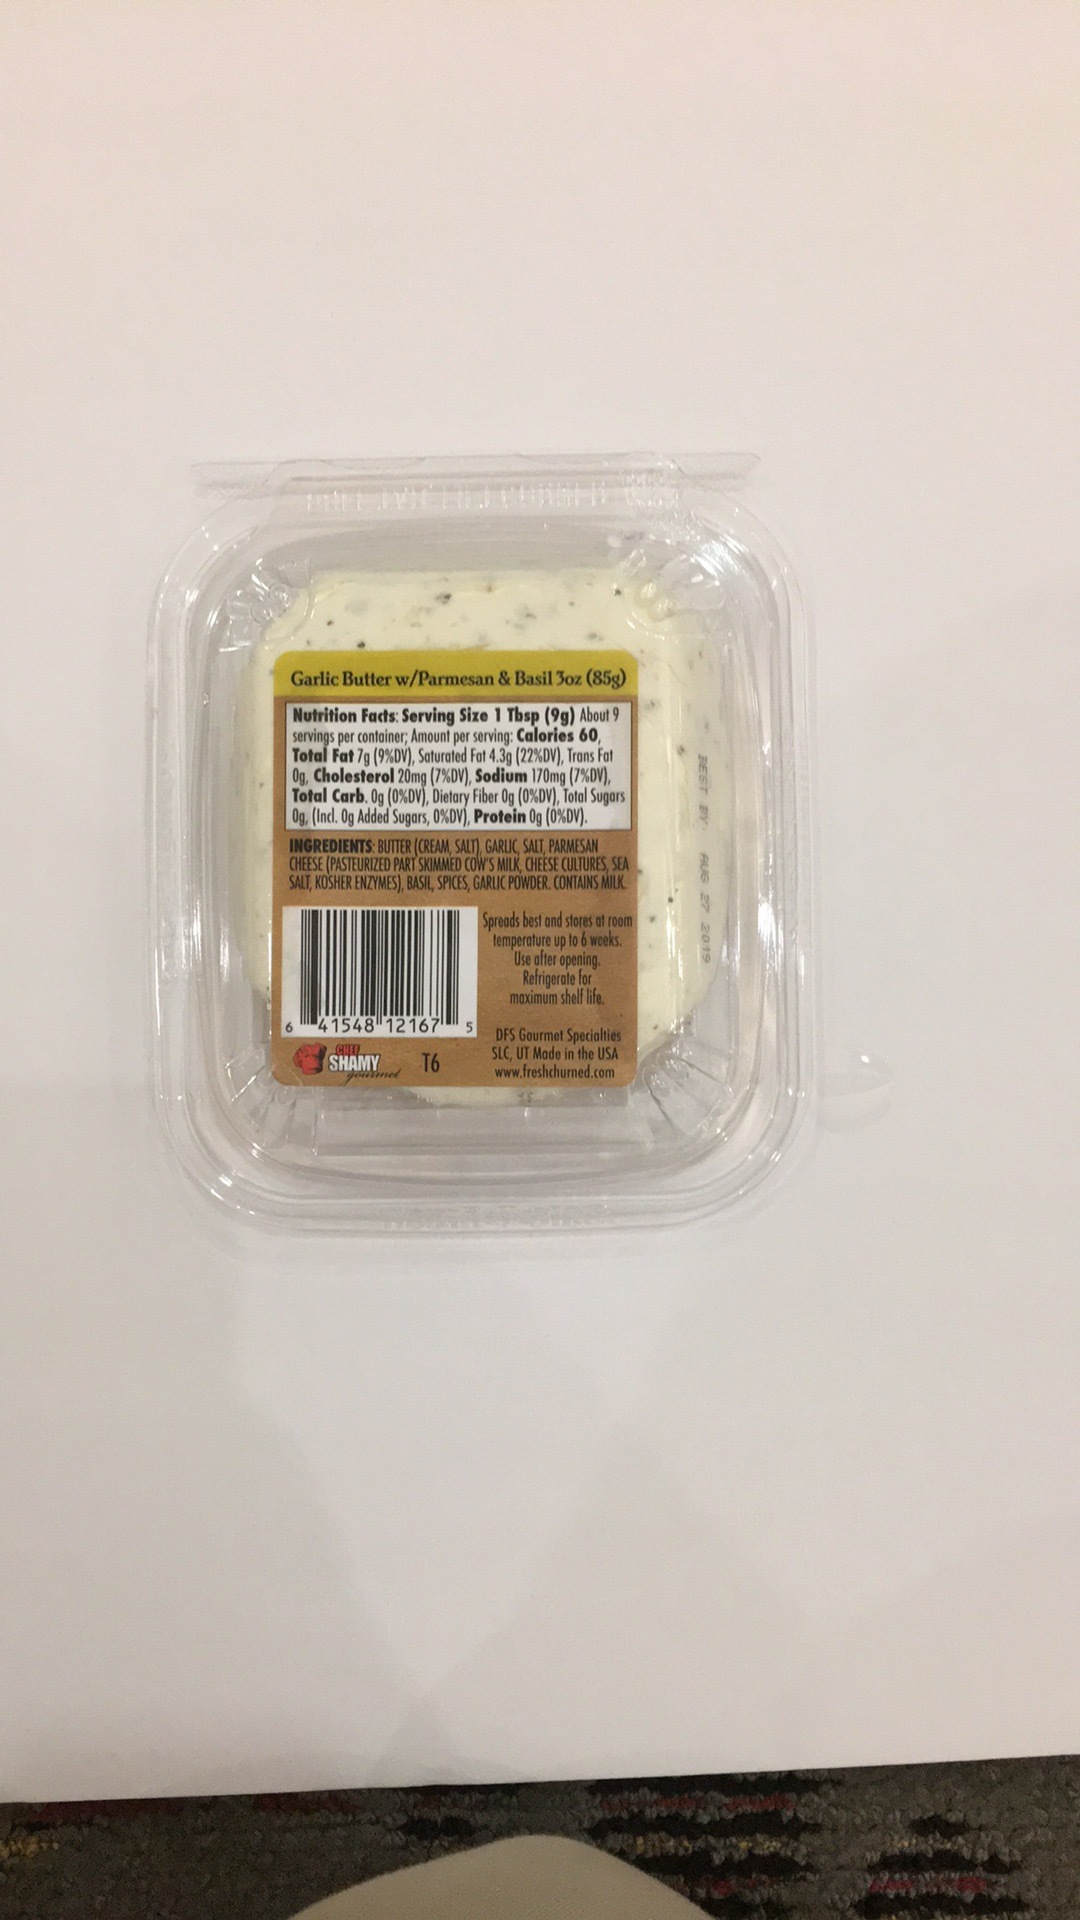 Garlic Butter w/Parmesan & Basil 3oz (85g)
Nutrition Facts: Serving Size 1 Tbsp (9g) About 9
servings per container; Amount per serving: Calories 60,
Total Fat 7g (9%DV), Saturated Fat 4.3g (22%DV), Trans Fat
0g, Cholesterol 20mg (7%DV), Sodium 170mg (7%DV),
Total Carb. 0g (0%DV), Dietary Fiber 0g (0%DV), Total Sugars
0g, (Incl. 0g Added Sugars, 0%DV), Protein 0g (0%DV).
INGREDIENTS: BUTTER (CREAM, SALT), GARLIC, SALT, PARMESAN
CHEESE (PASTEURIZED PART SKIMMED COW'S MILK, CHEESE CULTURES, SEA
SALT, KOSHER ENZYMES), BASIL, SPICES, GARLIC POWDER. CONTAINS MILK.
Spreads best and stores at room
temperature up to 6 weeks.
Use after opening.
Refrigerate for
maximum shelf life.
6 41548 12167 5
DFS Gourmet Specialties
SLC, UT Made in the USA
www.freshchurned.com
CHEF
SHAMY
gourmet
T6
BEST BY: AUG 27 2019